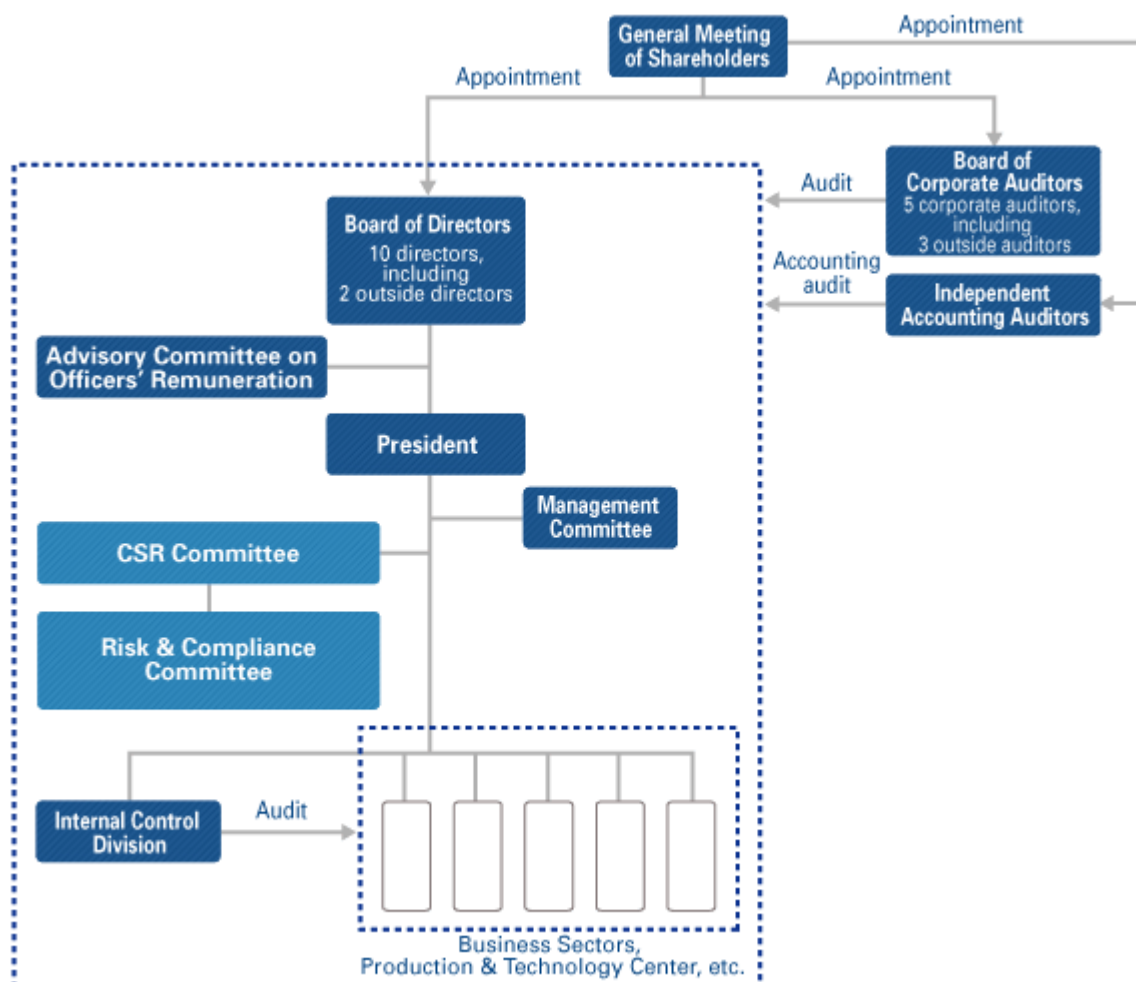 General Meeting
of Shareholders
Appointment
Appointment
Appointment
Board of
Corporate Auditors
5 corporate auditors,
including
3 outside auditors
Audit
Board of Directors
10 directors,
including
2 outside directors
Accounting
audit
Independent
Accounting Auditors
Advisory Committee on
Officers’ Remuneration
President
Management
Committee
CSR Committee
Risk & Compliance
Committee
Internal Control
Division
Audit
Business Sectors,
Production & Technology Center, etc.